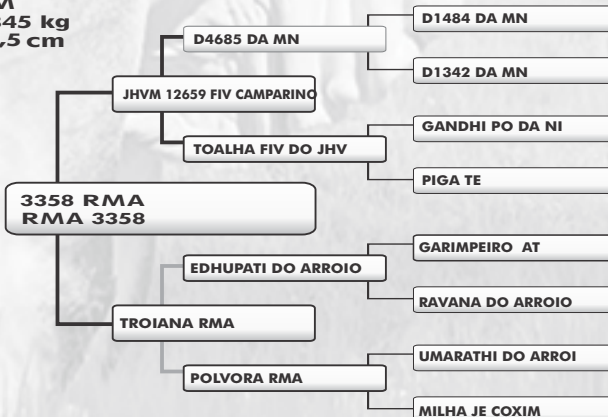 345 kg
,5 cm
D1484 DA MN
D4685 DA MN
D1342 DA MN
JHVM 12659 FIV CAMPARINO
GANDHI PO DA NI
TOALHA FIV DO JHV
PIGA TE
3358 RMA
RMA 3358
GARIMPEIRO AT
EDHUPATI DO ARROIO
RAVANA DO ARROIO
TROIANA RMA
UMARATHI DO ARROI
POLVORA RMA
MILHA JE COXIM